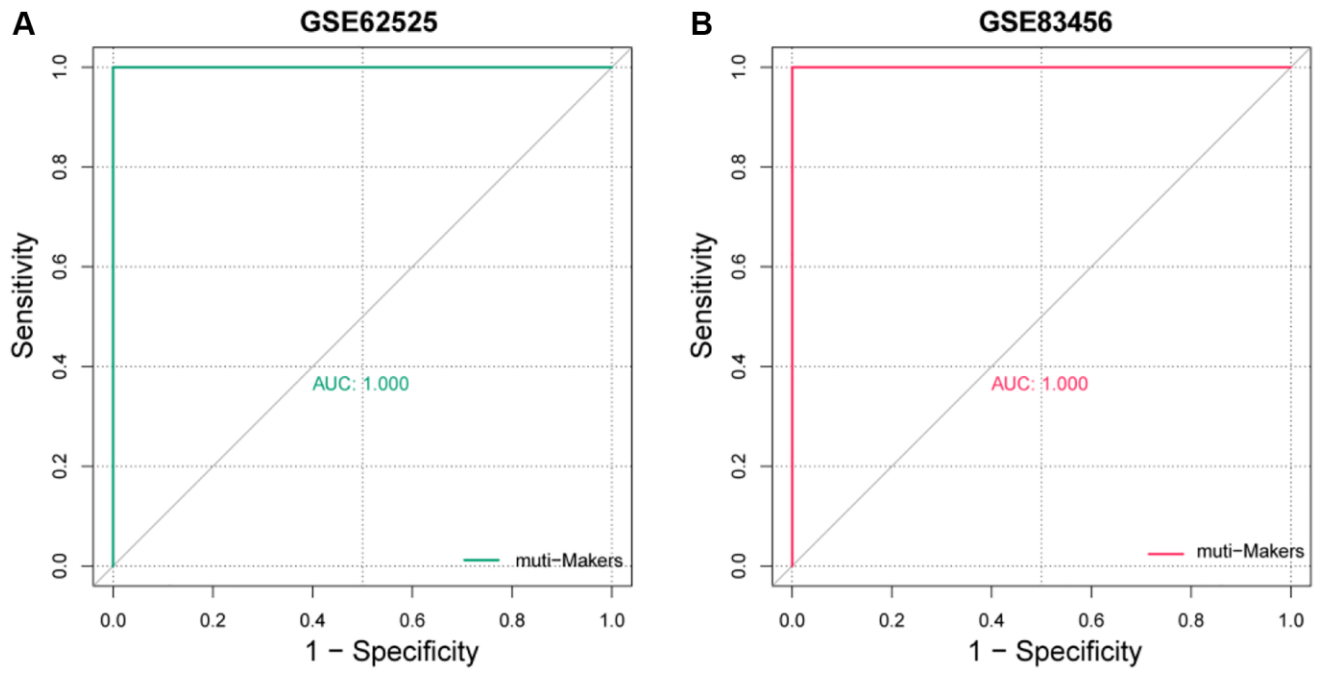 A
GSE62525
Sensitivity
1.0
0.8
0.6
0.4
0.2
0.0
AUC: 1.000
muti−Makers
0.0 0.2 0.4 0.6 0.8 1.0
1 − Specificity
B
GSE83456
Sensitivity
1.0
0.8
0.6
0.4
0.2
0.0
AUC: 1.000
muti−Makers
0.0 0.2 0.4 0.6 0.8 1.0
1 − Specificity